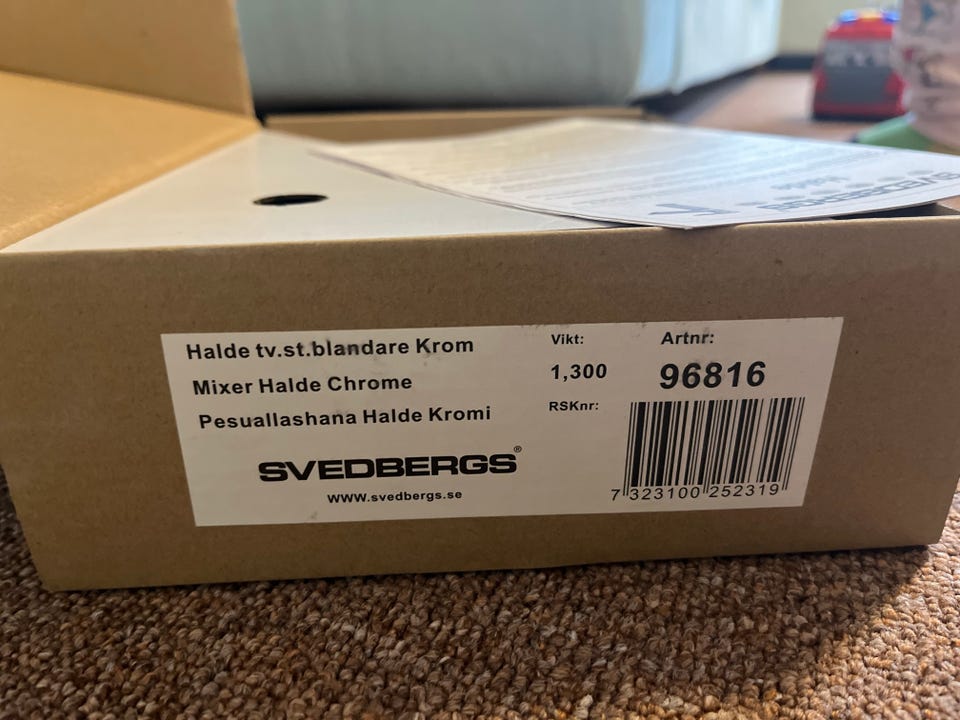 SVEDBERGS
Halde tv.st.blandare Krom
Mixer Halde Chrome
Pesuallashana Halde Kromi
SVEDBERGS®
www.svedbergs.se
Vikt:
1,300
RSKnr:
Artnr:
96816
7 323100 252319